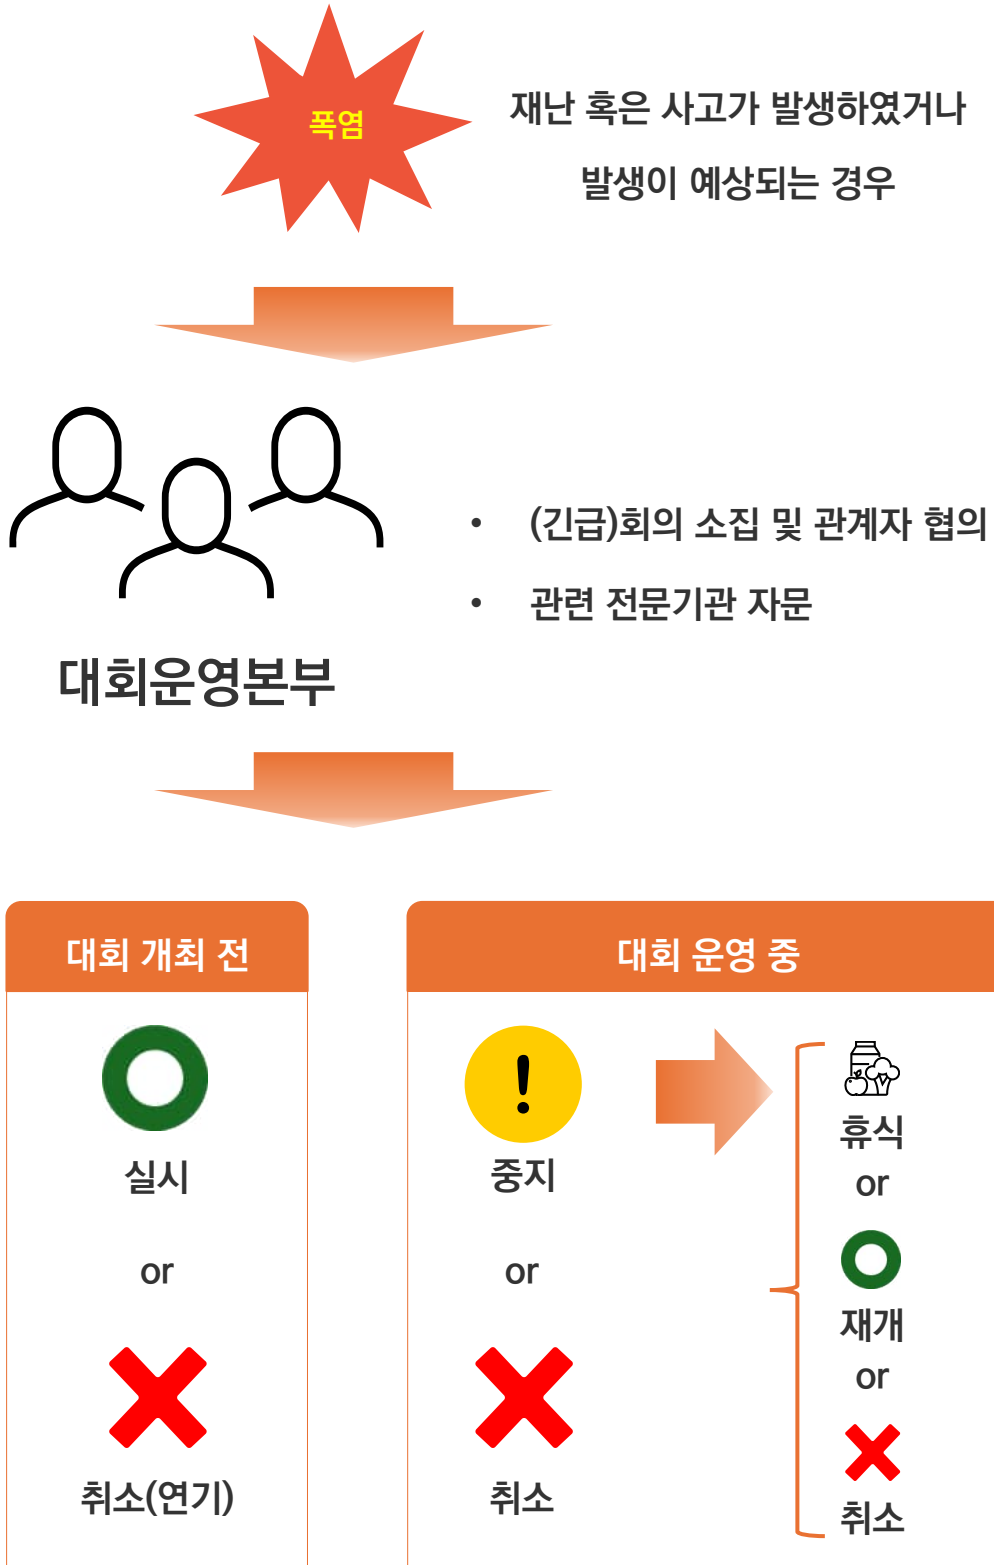 폭염
재난 혹은 사고가 발생하였거나
발생이 예상되는 경우
• (긴급)회의 소집 및 관계자 협의
• 관련 전문기관 자문
대회운영본부
대회 개최 전
실시
or
취소(연기)
대회 운영 중
!
중지
or
취소
휴식
or
재개
or
취소